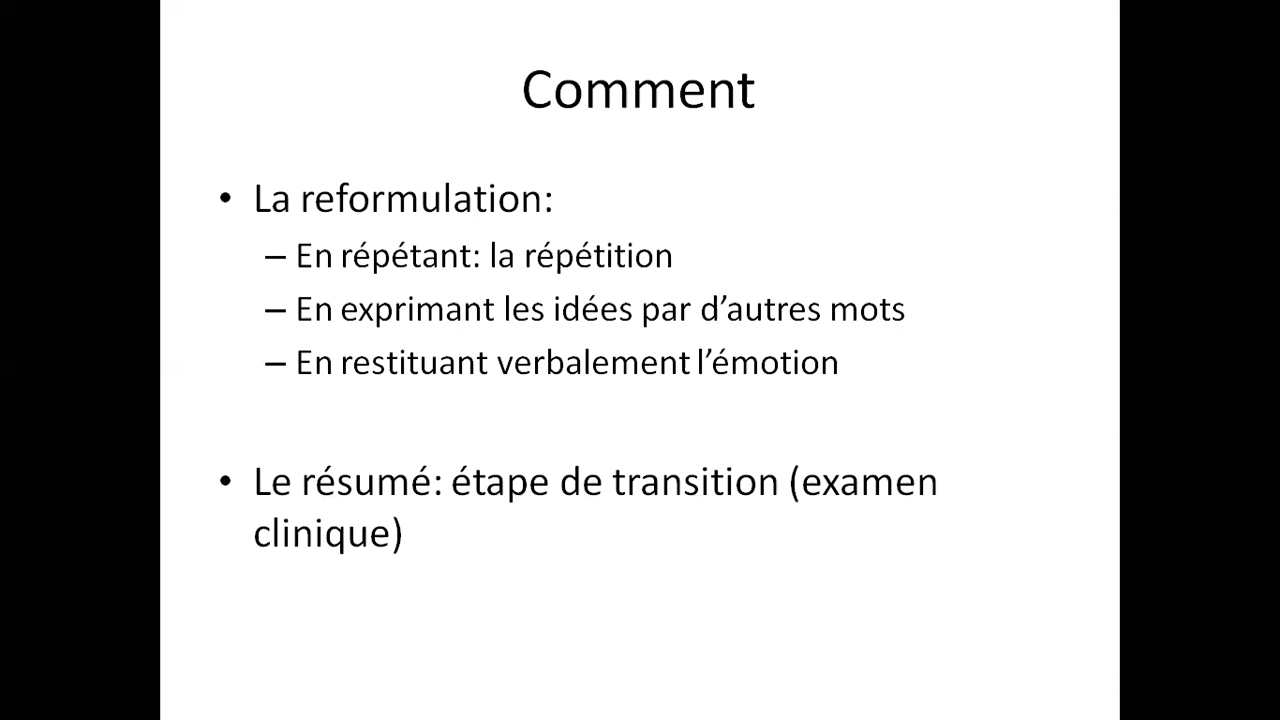 Comment
• La reformulation:
– En répétant: la répétition
– En exprimant les idées par d’autres mots
– En restituant verbalement l’émotion
• Le résumé: étape de transition (examen
clinique)